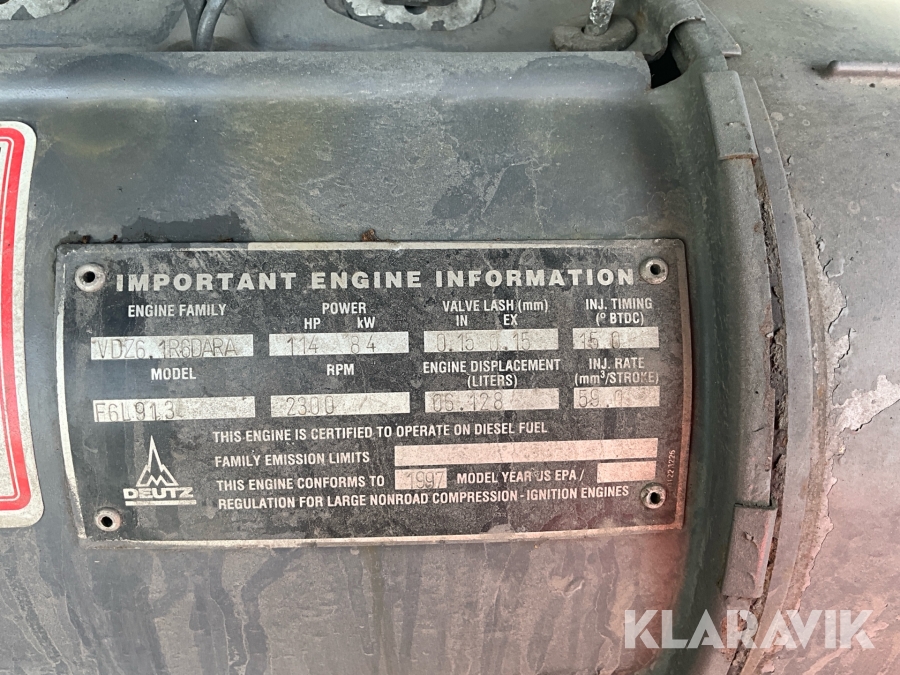 IMPORTANT ENGINE INFORMATION
ENGINE FAMILY POWER VALVE LASH (mm) INJ. TIMING
HP kW IN EX (º BTDC)
VDZ6.1R6DARA 114 84 0.15 0.15 15.0
MODEL RPM ENGINE DISPLACEMENT INJ. RATE
(LITERS) (mm³/STROKE)
F6L913 2300 06.128 59.0
THIS ENGINE IS CERTIFIED TO OPERATE ON DIESEL FUEL
FAMILY EMISSION LIMITS
THIS ENGINE CONFORMS TO 1997 MODEL YEAR US EPA /
REGULATION FOR LARGE NONROAD COMPRESSION - IGNITION ENGINES
DEUTZ
KLARAVIK